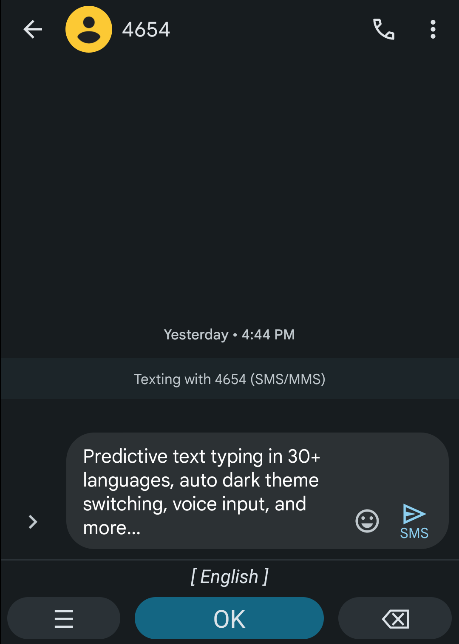 4654
Yesterday • 4:44 PM
Texting with 4654 (SMS/MMS)
Predictive text typing in 30+
languages, auto dark theme
switching, voice input, and
more...
SMS
[ English ]
OK